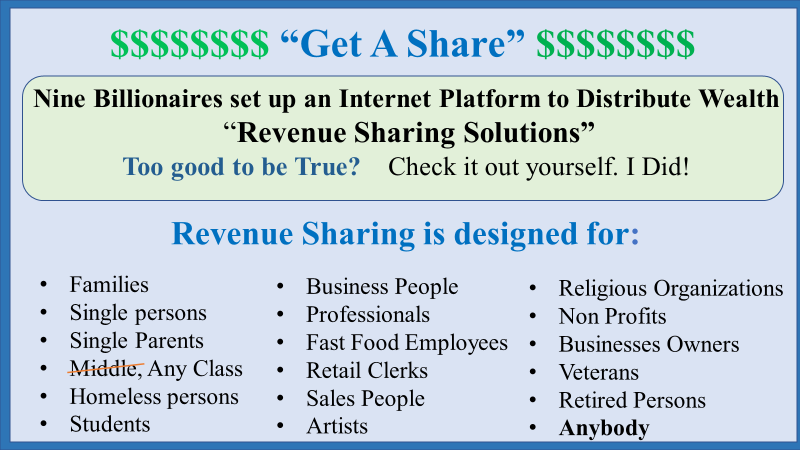 $$$$$$$$ “Get A Share” $$$$$$$$
Nine Billionaires set up an Internet Platform to Distribute Wealth
“Revenue Sharing Solutions”
Too good to be True? Check it out yourself. I Did!
Revenue Sharing is designed for:
• Families
• Single persons
• Single Parents
• Middle, Any Class
• Homeless persons
• Students
• Business People
• Professionals
• Fast Food Employees
• Retail Clerks
• Sales People
• Artists
• Religious Organizations
• Non Profits
• Businesses Owners
• Veterans
• Retired Persons
• Anybody